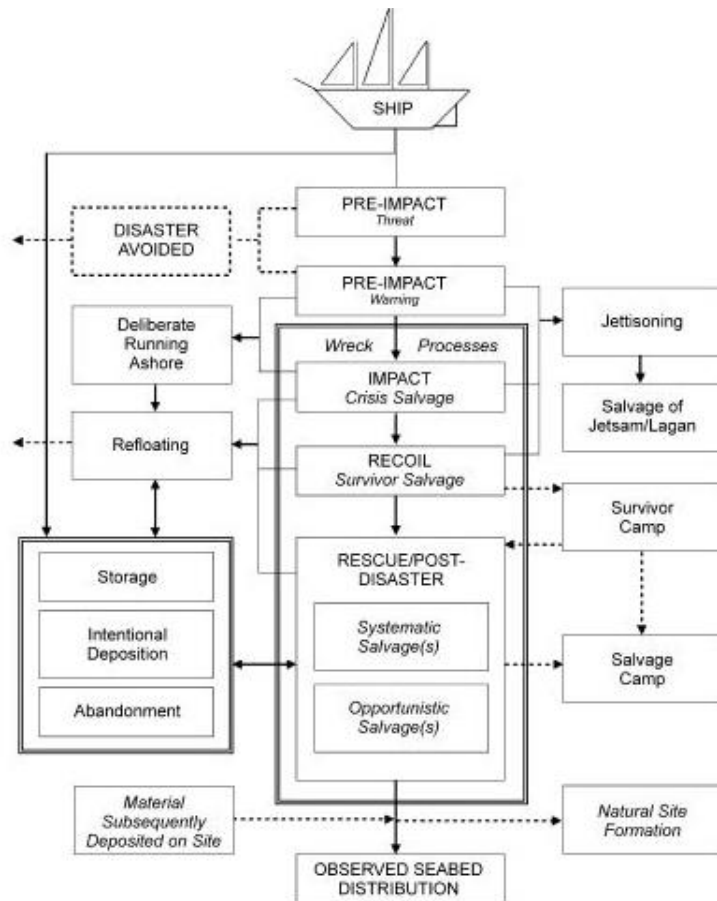 SHIP
PRE-IMPACT
Threat
DISASTER
AVOIDED
PRE-IMPACT
Warning
Deliberate
Running
Ashore
Jettisoning
Wreck Processes
IMPACT
Crisis Salvage
Salvage of
Jetsam/Lagan
Refloating
RECOIL
Survivor Salvage
Survivor
Camp
RESCUE/POST-
DISASTER
Storage
Systematic
Salvage(s)
Intentional
Deposition
Salvage
Camp
Abandonment
Opportunistic
Salvage(s)
Material
Subsequently
Deposited on Site
Natural Site
Formation
OBSERVED SEABED
DISTRIBUTION